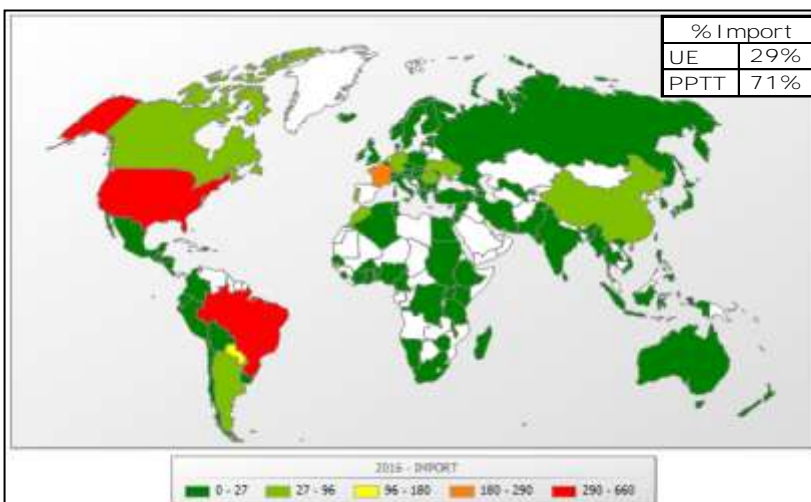 % Import
UE 29%
PPTT 71%
2016 - IMPORT
0 - 27 27 - 96 96 - 180 180 - 290 290 - 660